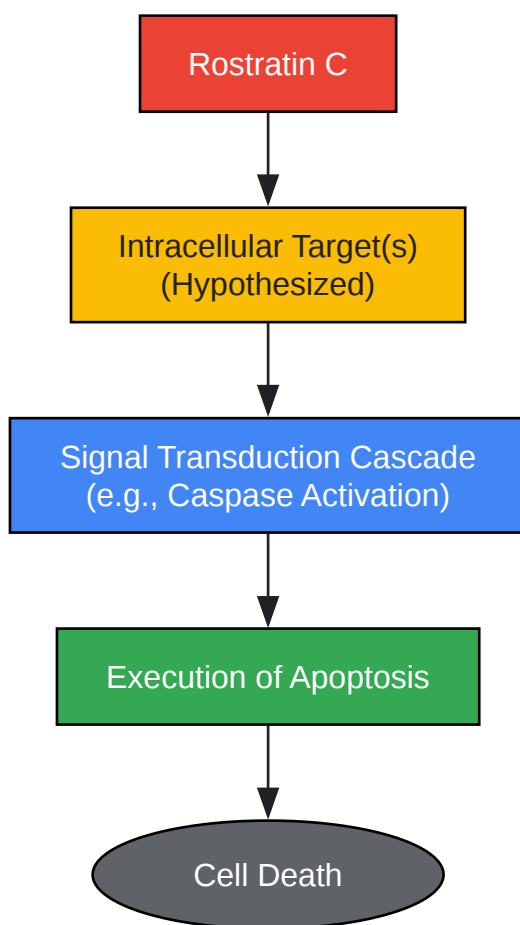 Rostratin C
Intracellular Target(s)
(Hypothesized)
Signal Transduction Cascade
(e.g., Caspase Activation)
Execution of Apoptosis
Cell Death